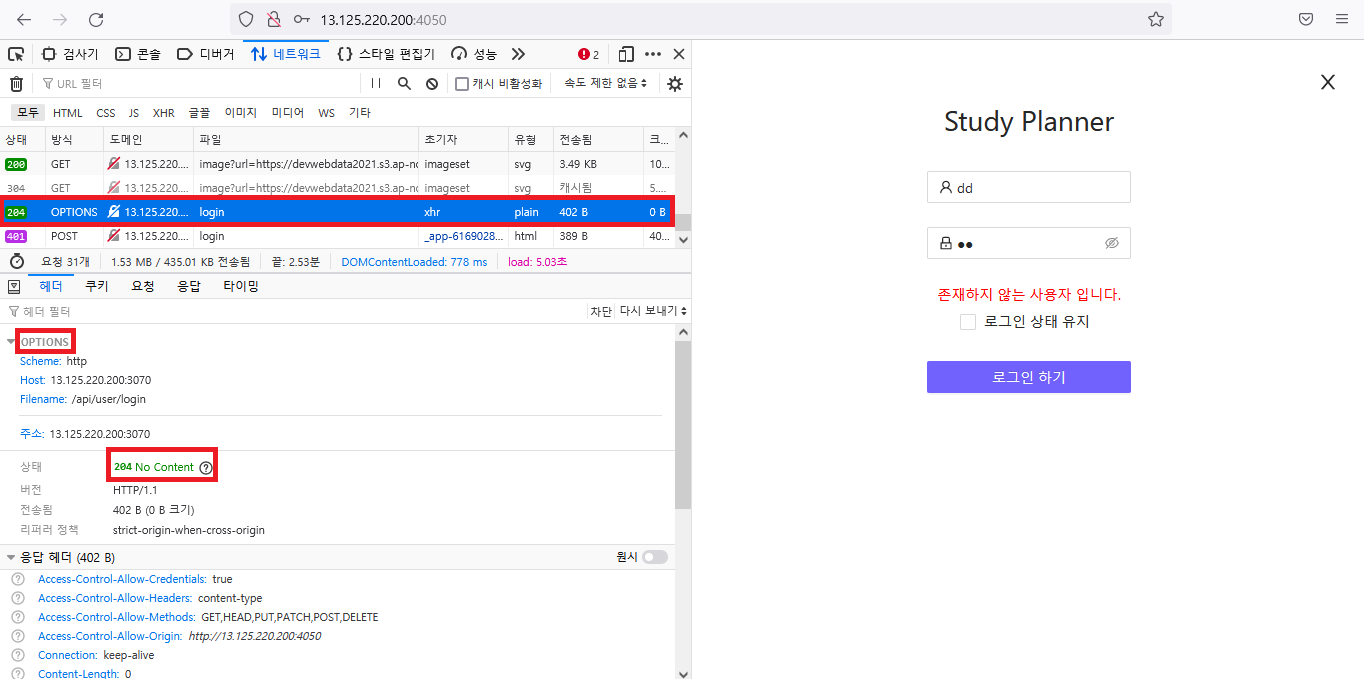 13.125.220.200:4050
검사기 콘솔 디버거 네트워크 스타일 편집기 성능 2
URL 필터 캐시 비활성화 속도 제한 없음
모두 HTML CSS JS XHR 글꼴 이미지 미디어 WS 기타
상태 방식 도메인 파일 초기자 유형 전송됨 크...
200 GET 13.125.220.... image?url=https://devwebdata2021.s3.ap-no imageset svg 3.49 KB 10...
304 GET 13.125.220.... image?url=https://devwebdata2021.s3.ap-no imageset svg 캐시됨 5....
204 OPTIONS 13.125.220.... login xhr plain 402 B 0 B
401 POST 13.125.220.... login _app-6169028... html 389 B 40...
요청 31개 1.53 MB / 435.01 KB 전송됨 끝: 2.53분 DOMContentLoaded: 778 ms load: 5.03초
헤더 쿠키 요청 응답 타이밍
헤더 필터 차단 다시 보내기
OPTIONS
Scheme: http
Host: 13.125.220.200:3070
Filename: /api/user/login
주소: 13.125.220.200:3070
상태 204 No Content
버전 HTTP/1.1
전송됨 402 B (0 B 크기)
리퍼러 정책 strict-origin-when-cross-origin
응답 헤더 (402 B) 원시
Access-Control-Allow-Credentials: true
Access-Control-Allow-Headers: content-type
Access-Control-Allow-Methods: GET,HEAD,PUT,PATCH,POST,DELETE
Access-Control-Allow-Origin: http://13.125.220.200:4050
Connection: keep-alive
Content-Length: 0
Study Planner
dd
존재하지 않는 사용자 입니다.
로그인 상태 유지
로그인 하기